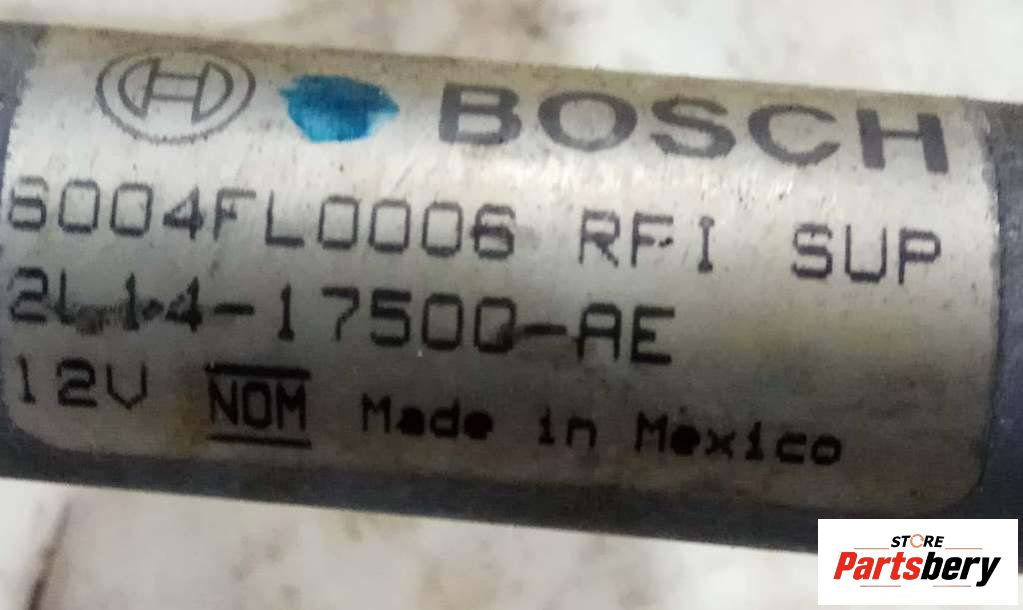 BOSCH
6004FL0006 RFI SUP
2L14-17500-AE
12V NOM Made in Mexico
STORE
Partsbery